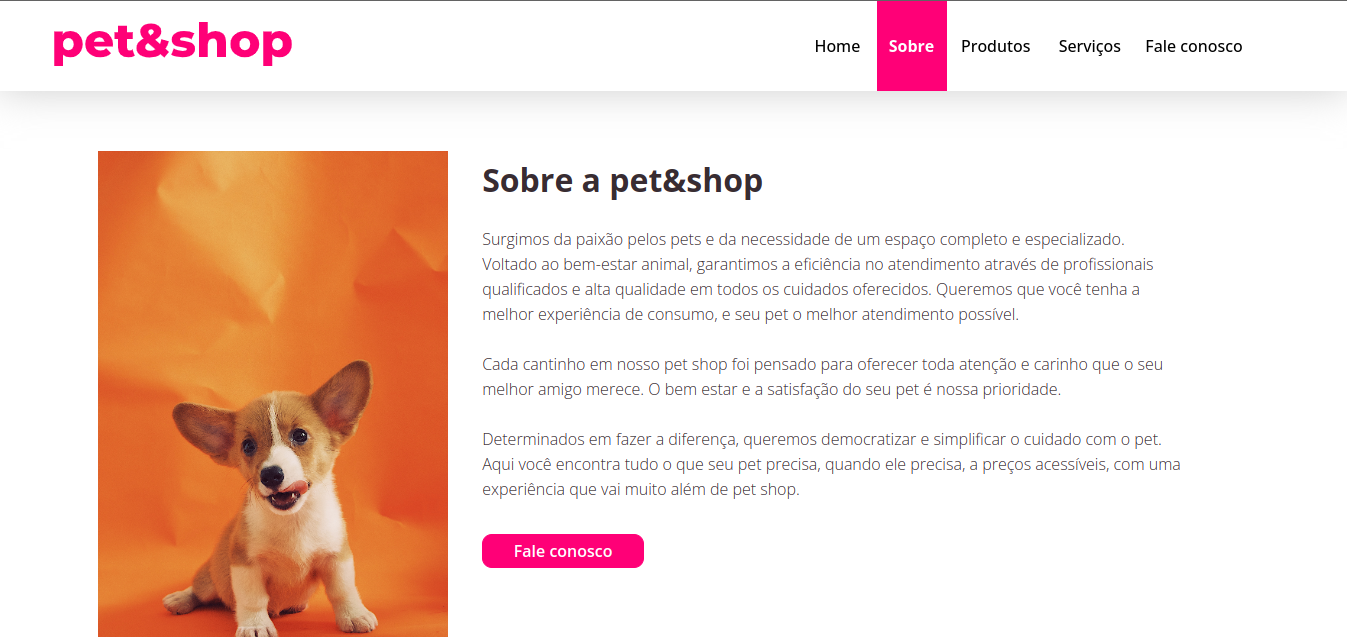 pet&shop
Home Sobre Produtos Serviços Fale conosco
Sobre a pet&shop
Surgimos da paixão pelos pets e da necessidade de um espaço completo e especializado.
Voltado ao bem-estar animal, garantimos a eficiência no atendimento através de profissionais
qualificados e alta qualidade em todos os cuidados oferecidos. Queremos que você tenha a
melhor experiência de consumo, e seu pet o melhor atendimento possível.
Cada cantinho em nosso pet shop foi pensado para oferecer toda atenção e carinho que o seu
melhor amigo merece. O bem estar e a satisfação do seu pet é nossa prioridade.
Determinados em fazer a diferença, queremos democratizar e simplificar o cuidado com o pet.
Aqui você encontra tudo o que seu pet precisa, quando ele precisa, a preços acessíveis, com uma
experiência que vai muito além de pet shop.
Fale conosco